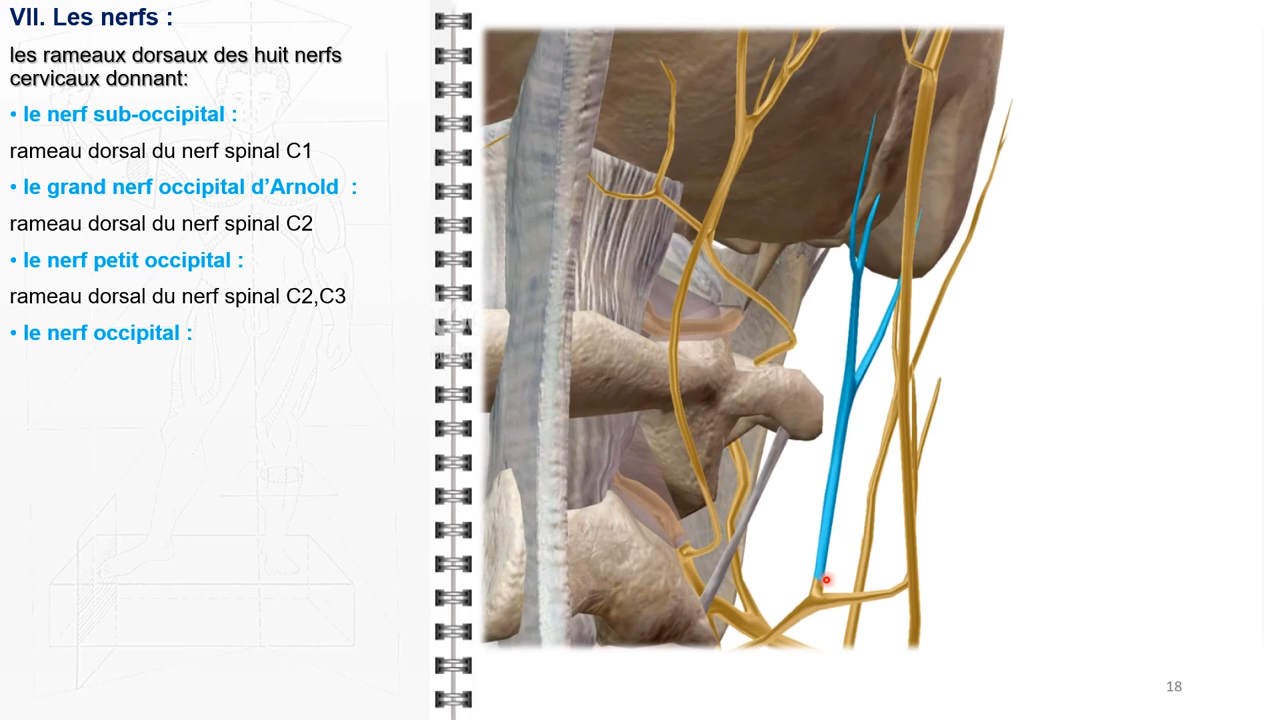 VII. Les nerfs :
les rameaux dorsaux des huit nerfs
cervicaux donnant:
• le nerf sub-occipital :
rameau dorsal du nerf spinal C1
• le grand nerf occipital d’Arnold :
rameau dorsal du nerf spinal C2
• le nerf petit occipital :
rameau dorsal du nerf spinal C2,C3
• le nerf occipital :
18